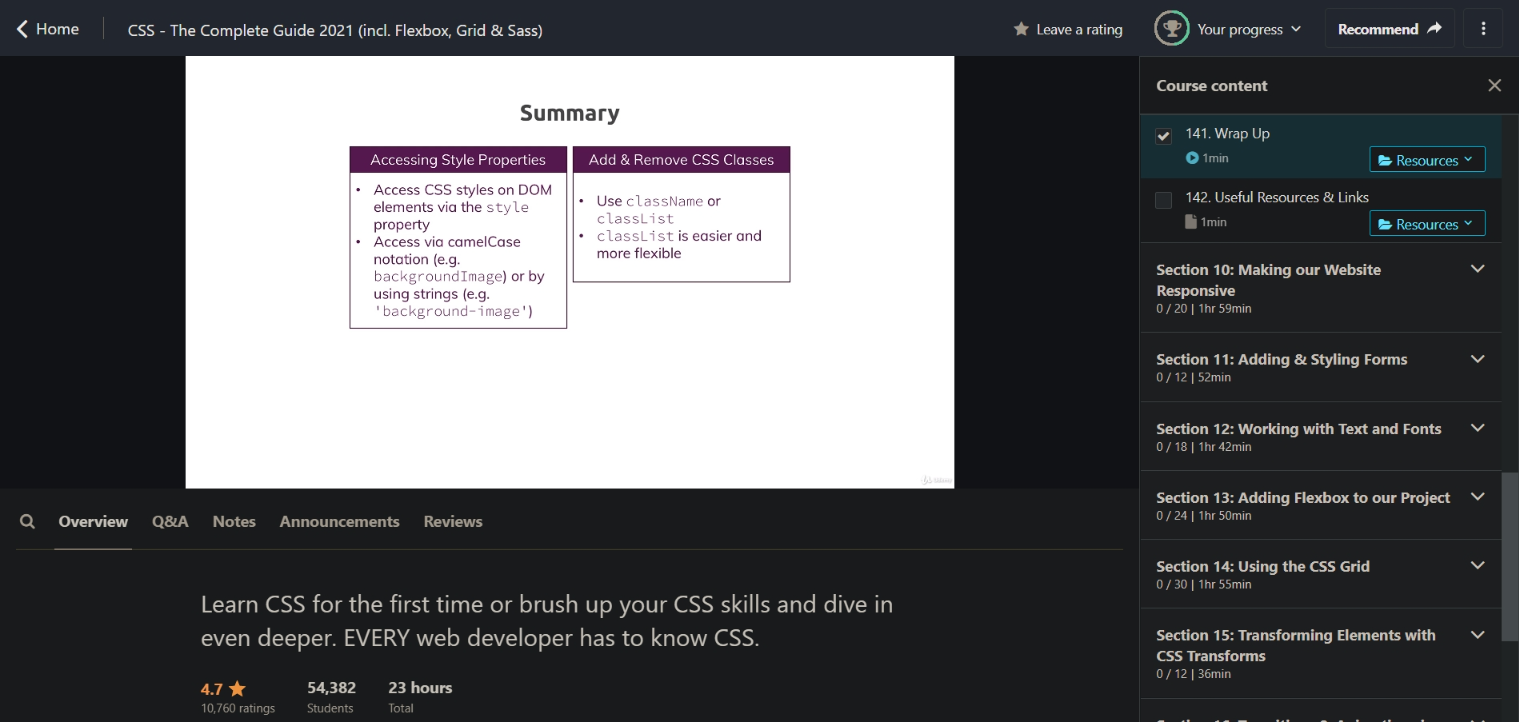 Home
CSS - The Complete Guide 2021 (incl. Flexbox, Grid & Sass)
Leave a rating
Your progress
Recommend
Summary
Accessing Style Properties
• Access CSS styles on DOM
elements via the style
property
• Access via camelCase
notation (e.g.
backgroundImage) or by
using strings (e.g.
'background-image')
Add & Remove CSS Classes
• Use className or
classList
• classList is easier and
more flexible
Overview
Q&A
Notes
Announcements
Reviews
Learn CSS for the first time or brush up your CSS skills and dive in
even deeper. EVERY web developer has to know CSS.
4.7
10,760 ratings
54,382
Students
23 hours
Total
Course content
141. Wrap Up
1min
Resources
142. Useful Resources & Links
1min
Resources
Section 10: Making our Website
Responsive
0 / 20 | 1hr 59min
Section 11: Adding & Styling Forms
0 / 12 | 52min
Section 12: Working with Text and Fonts
0 / 18 | 1hr 42min
Section 13: Adding Flexbox to our Project
0 / 24 | 1hr 50min
Section 14: Using the CSS Grid
0 / 30 | 1hr 55min
Section 15: Transforming Elements with
CSS Transforms
0 / 12 | 36min